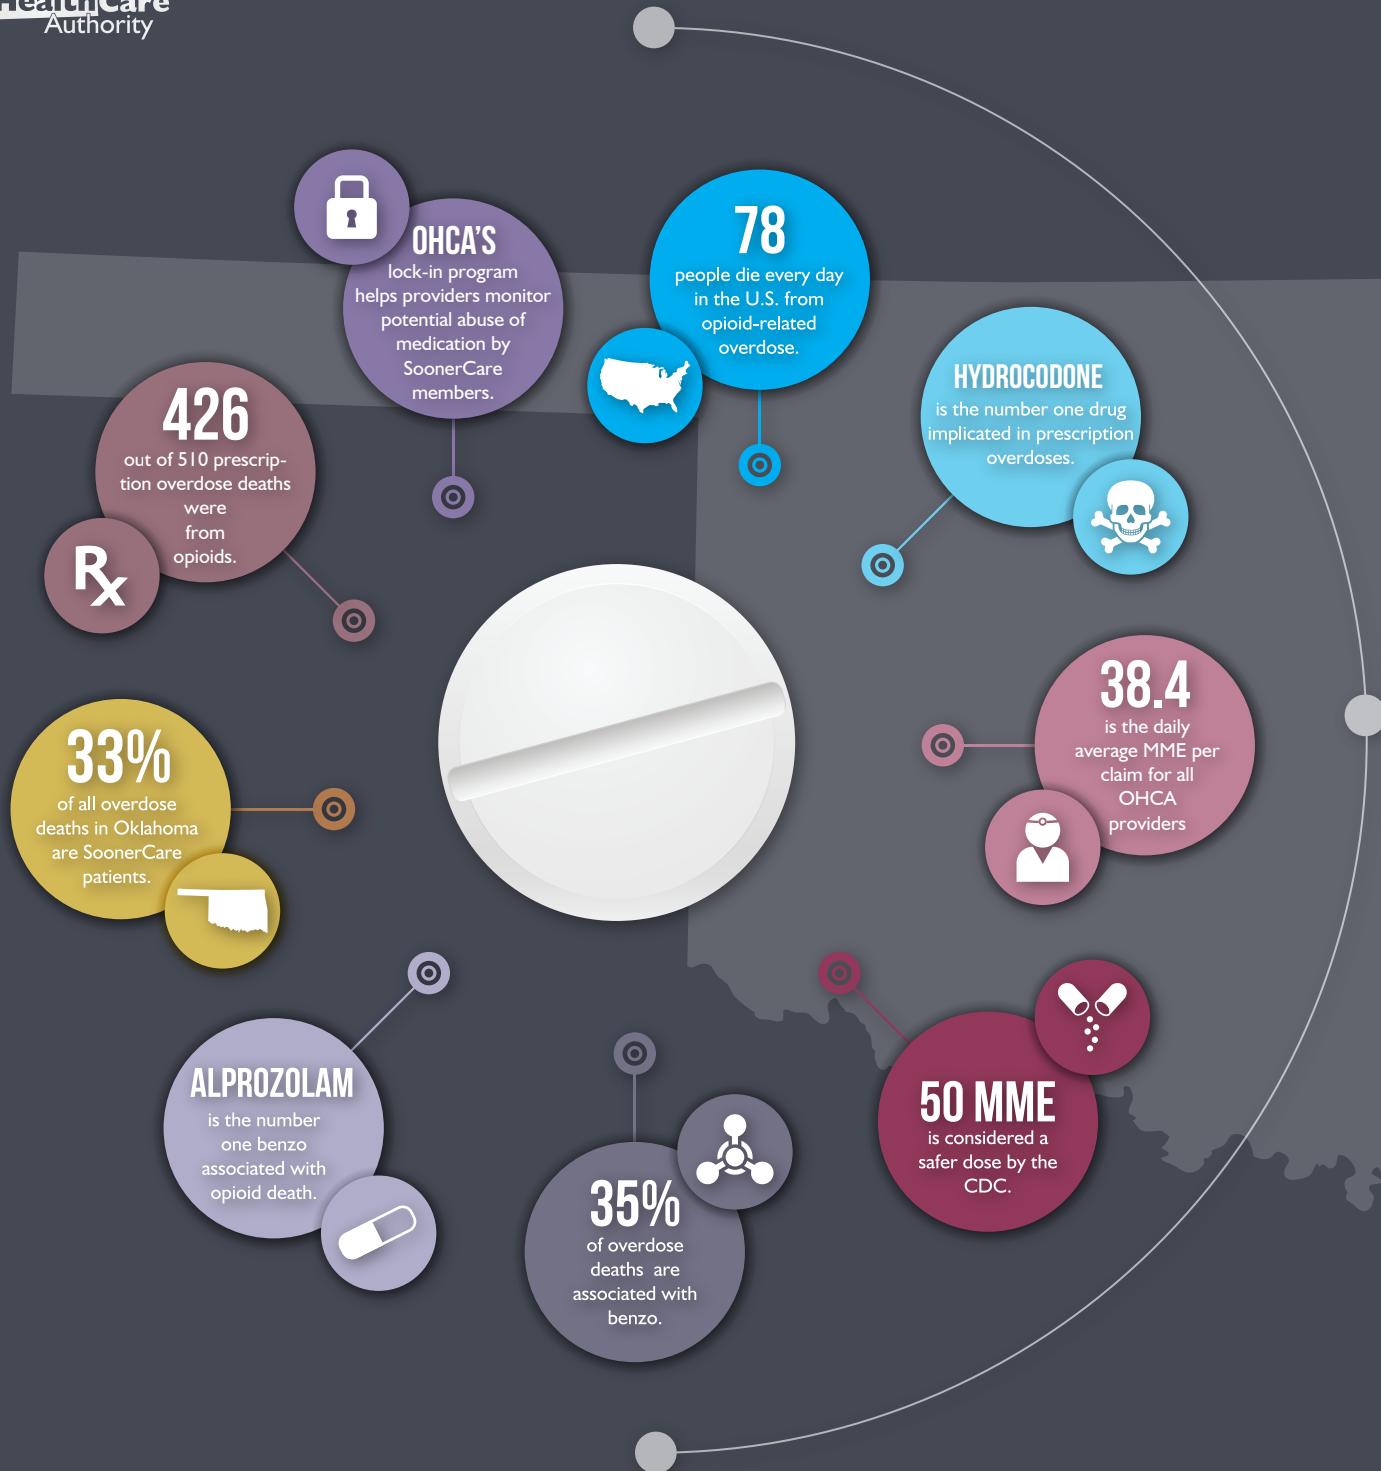 HealthCare
Authority
OHCA'S
lock-in program
helps providers monitor
potential abuse of
medication by
SoonerCare
members.
78
people die every day
in the U.S. from
opioid-related
overdose.
HYDROCODONE
is the number one drug
implicated in prescription
overdoses.
426
out of 510 prescrip-
tion overdose deaths
were
from
opioids.
Rx
38.4
is the daily
average MME per
claim for all
OHCA
providers
33%
of all overdose
deaths in Oklahoma
are SoonerCare
patients.
ALPROZOLAM
is the number
one benzo
associated with
opioid death.
35%
of overdose
deaths are
associated with
benzo.
50 MME
is considered a
safer dose by the
CDC.